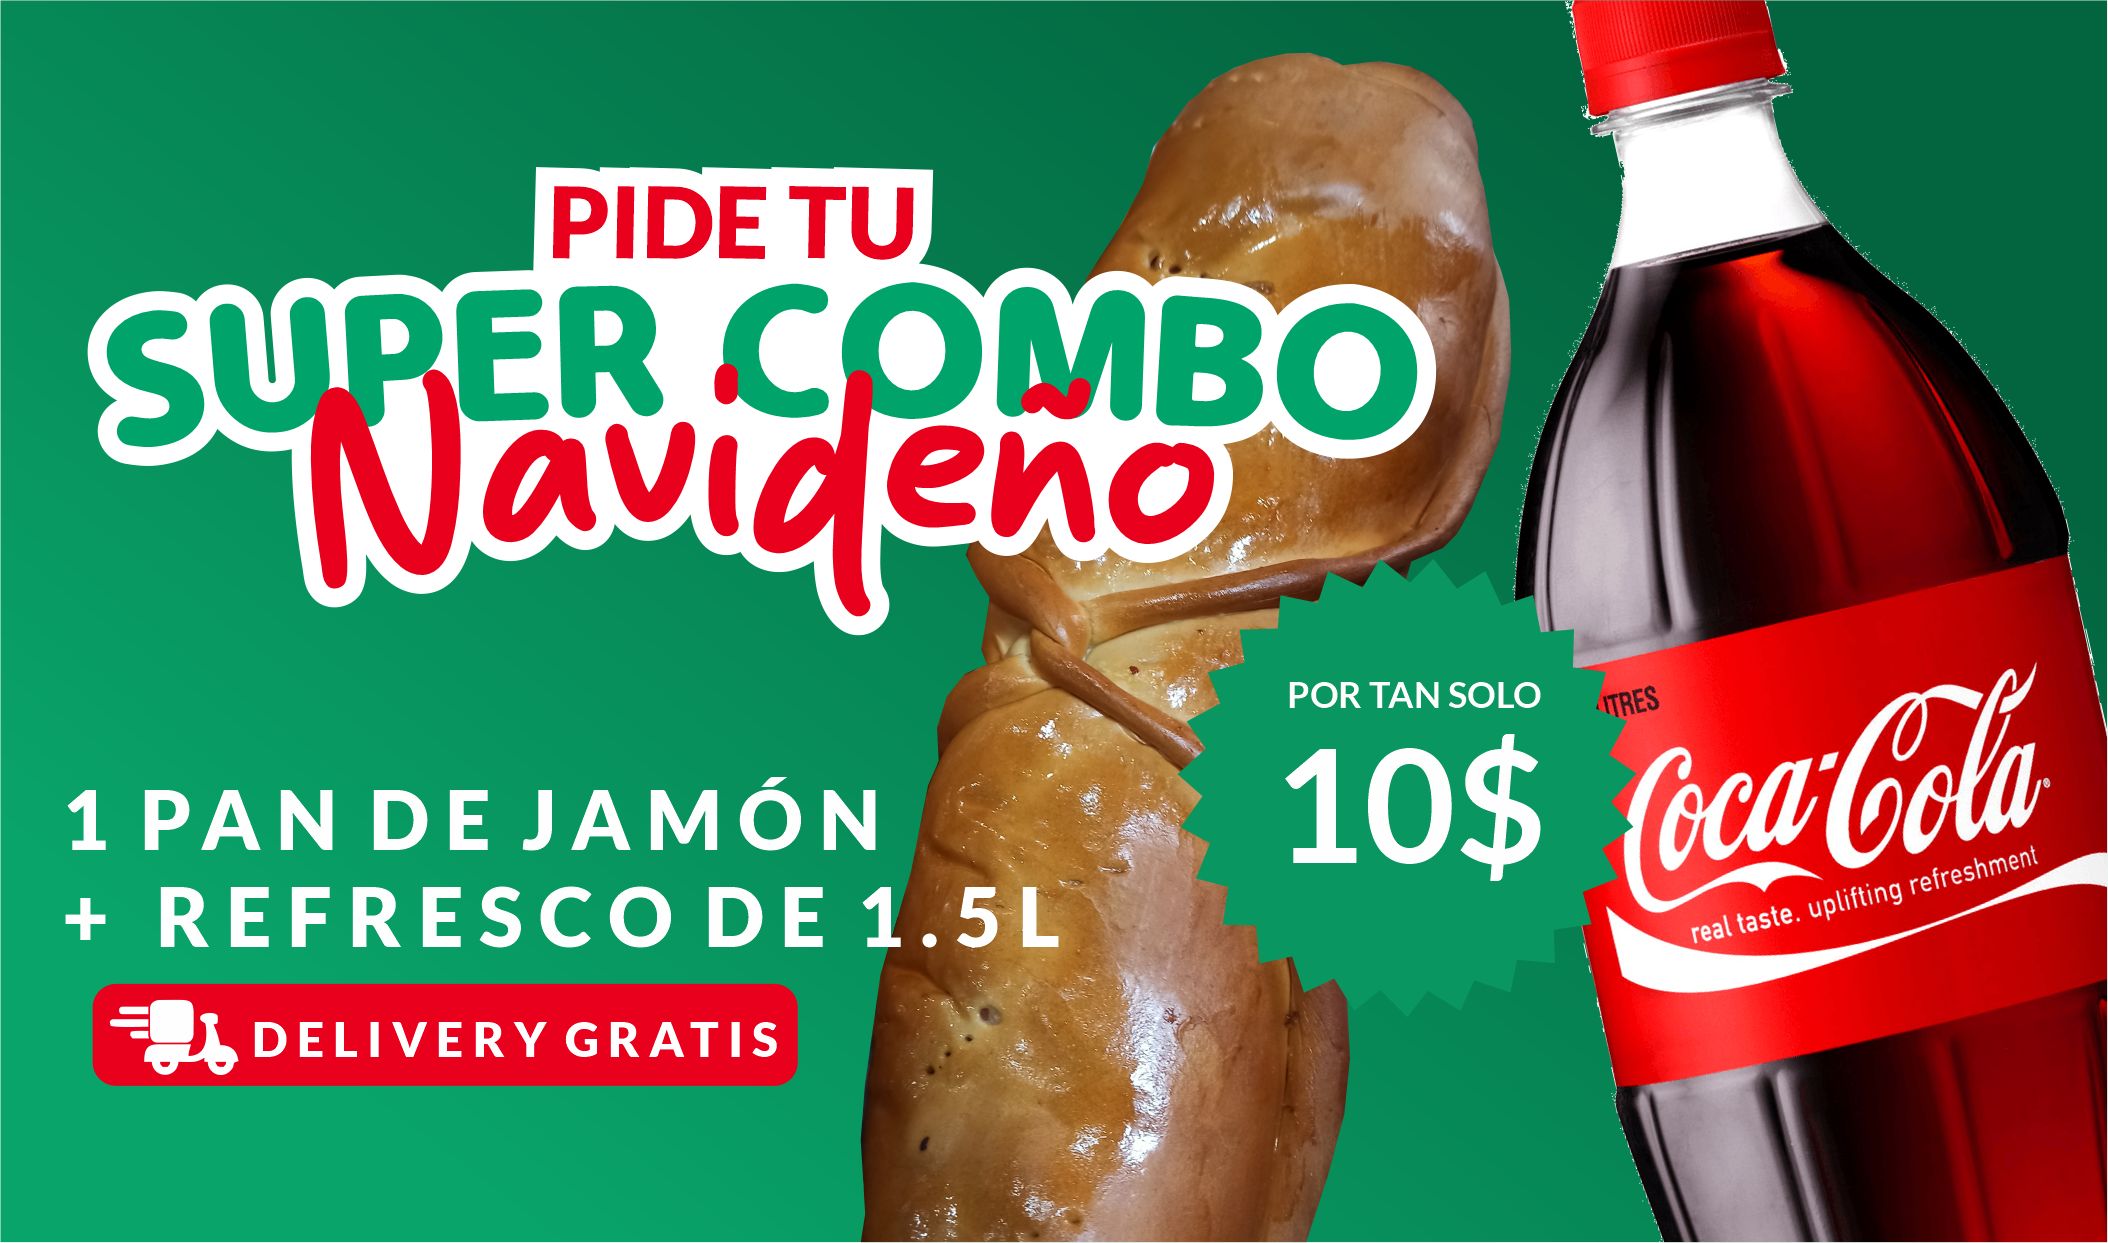 PIDE TU
SUPER COMBO
Navideño
1 PAN DE JAMÓN
+ REFRESCO DE 1.5L
DELIVERY GRATIS
POR TAN SOLO
10$
Coca-Cola
real taste. uplifting refreshment